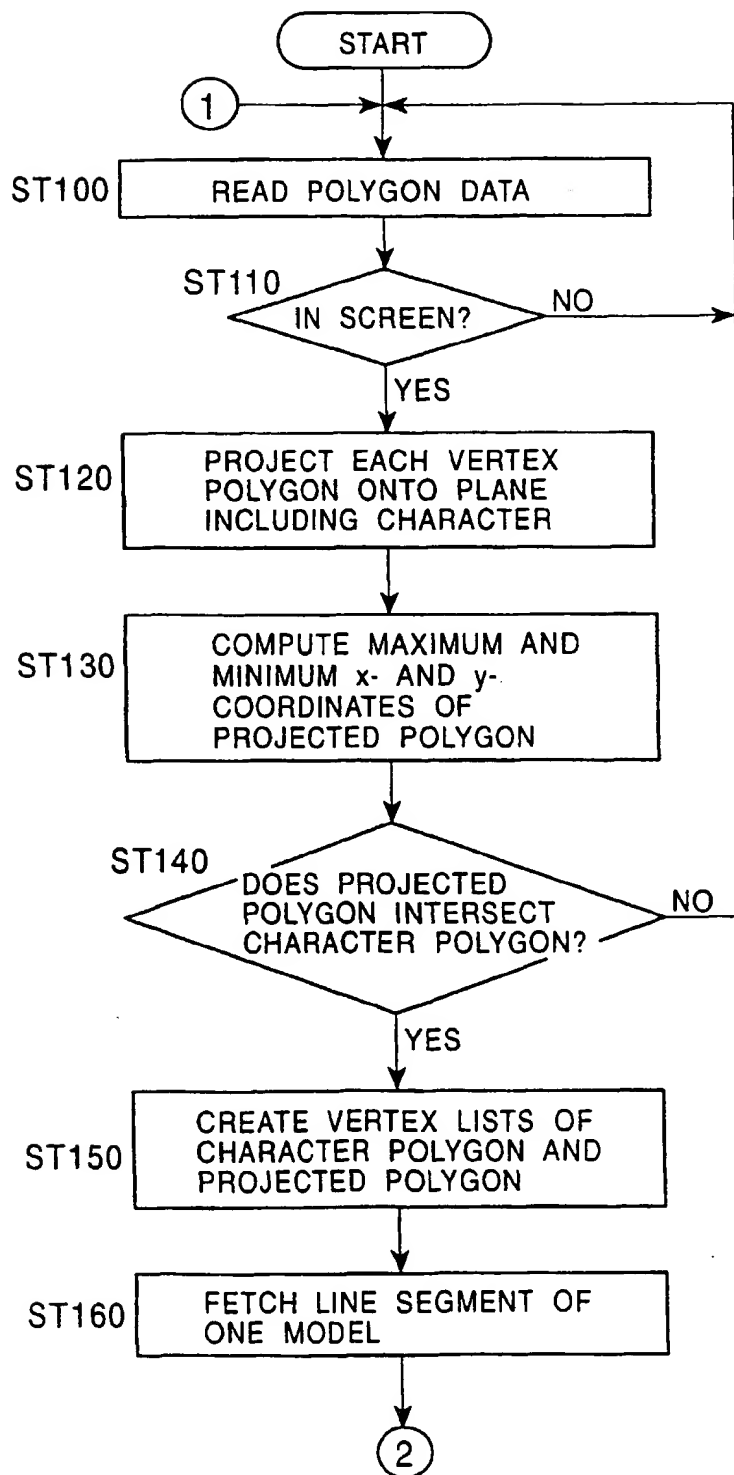 START
1
ST100
READ POLYGON DATA
ST110
IN SCREEN?
NO
YES
ST120
PROJECT EACH VERTEX
POLYGON ONTO PLANE
INCLUDING CHARACTER
ST130
COMPUTE MAXIMUM AND
MINIMUM x- AND y-
COORDINATES OF
PROJECTED POLYGON
ST140
DOES PROJECTED
POLYGON INTERSECT
CHARACTER POLYGON?
NO
YES
ST150
CREATE VERTEX LISTS OF
CHARACTER POLYGON AND
PROJECTED POLYGON
ST160
FETCH LINE SEGMENT OF
ONE MODEL
2